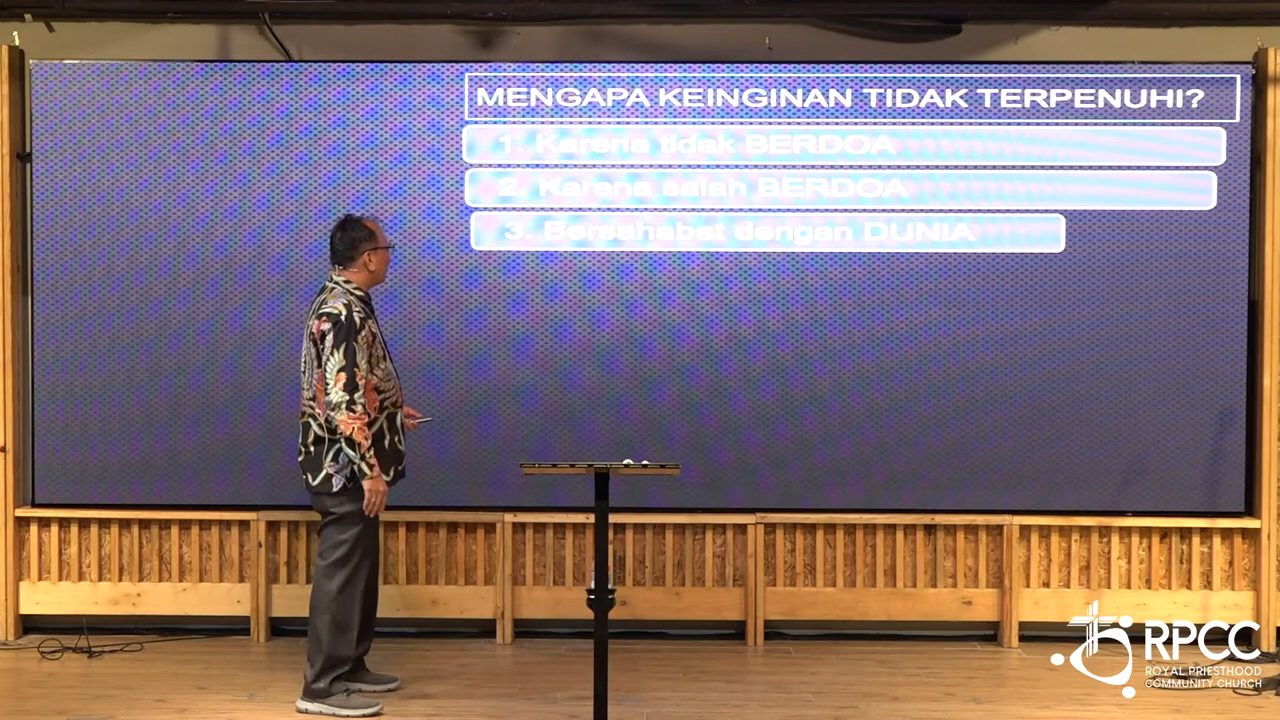 MENGAPA KEINGINAN TIDAK TERPENUHI?
1. Karena tidak BERDOA
2. Karena salah BERDOA
3. Bersahabat dengan DUNIA
RPCC
ROYAL PRIESTHOOD
COMMUNITY CHURCH